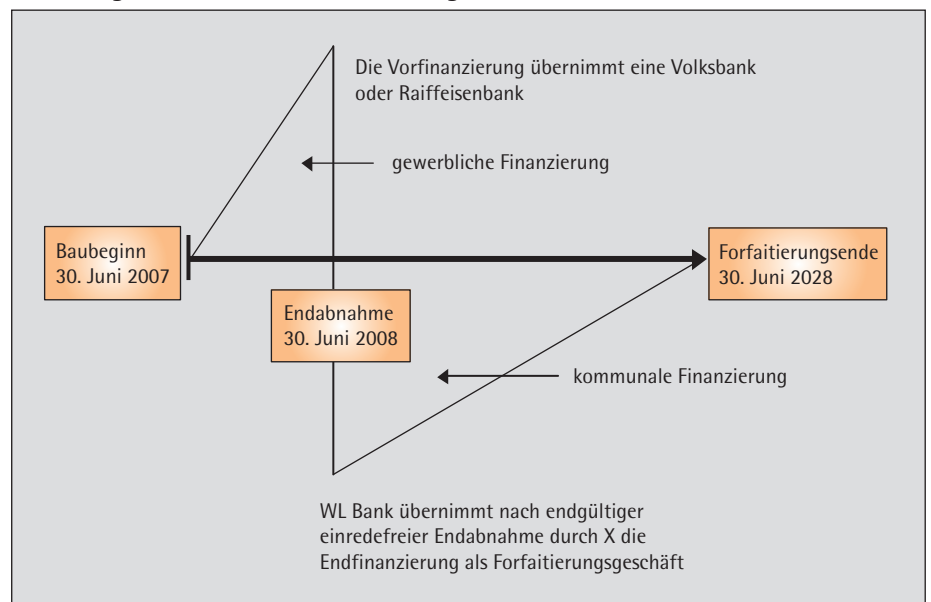 Die Vorfinanzierung übernimmt eine Volksbank
oder Raiffeisenbank
gewerbliche Finanzierung
Baubeginn
30. Juni 2007
Forfaitierungsende
30. Juni 2028
Endabnahme
30. Juni 2008
kommunale Finanzierung
WL Bank übernimmt nach endgültiger
einredefreier Endabnahme durch X die
Endfinanzierung als Forfaitierungsgeschäft